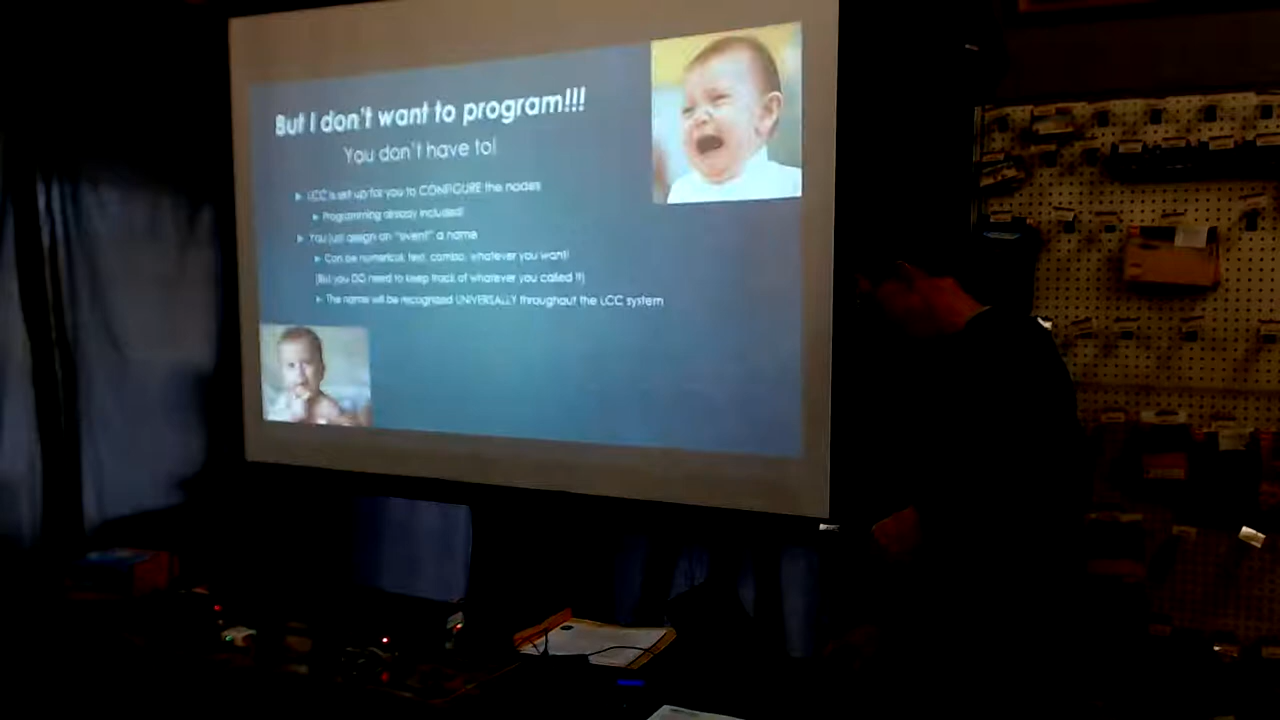 But I don't want to program!!!
You don't have to!
LCC is set up for you to CONFIGURE the nodes
Programming already included!
You just assign an "event" a name
Can be numerical, text, combo, whatever you want!
(But you DO need to keep track of whatever you called it)
The name will be recognized UNIVERSALLY throughout the LCC system